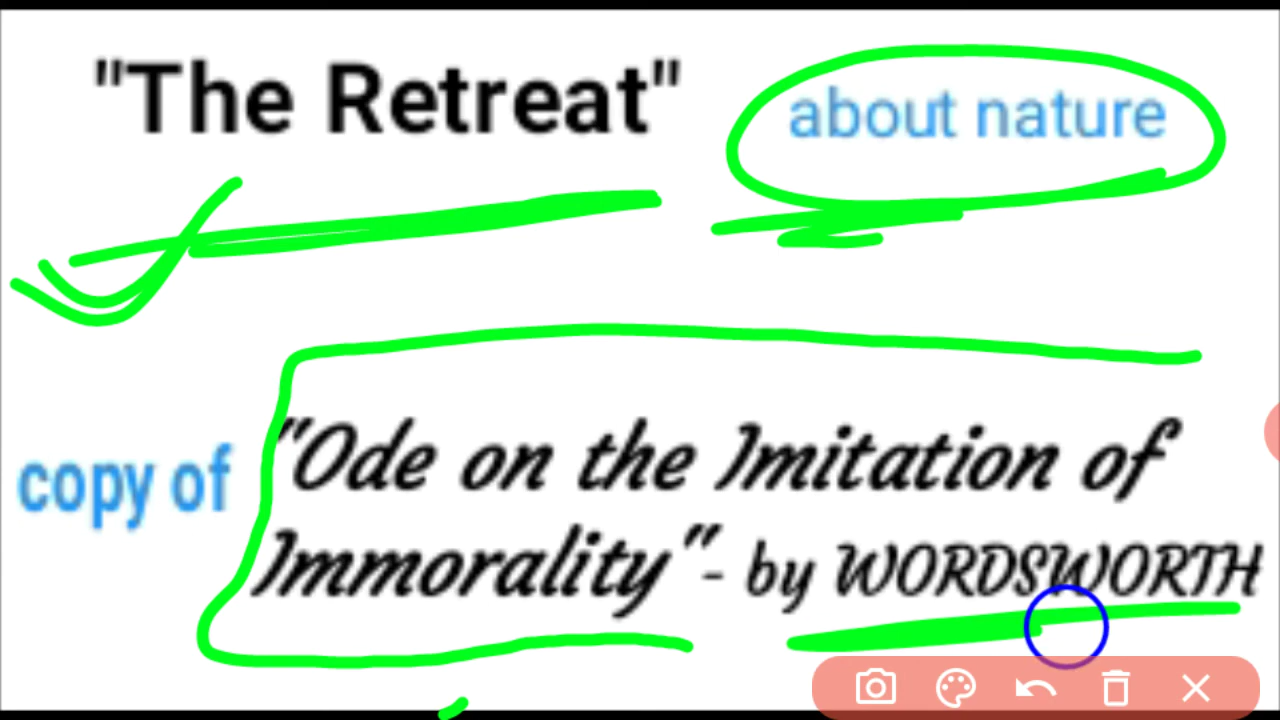 "The Retreat" about nature
copy of "Ode on the Imitation of
Immorality"- by WORDSWORTH